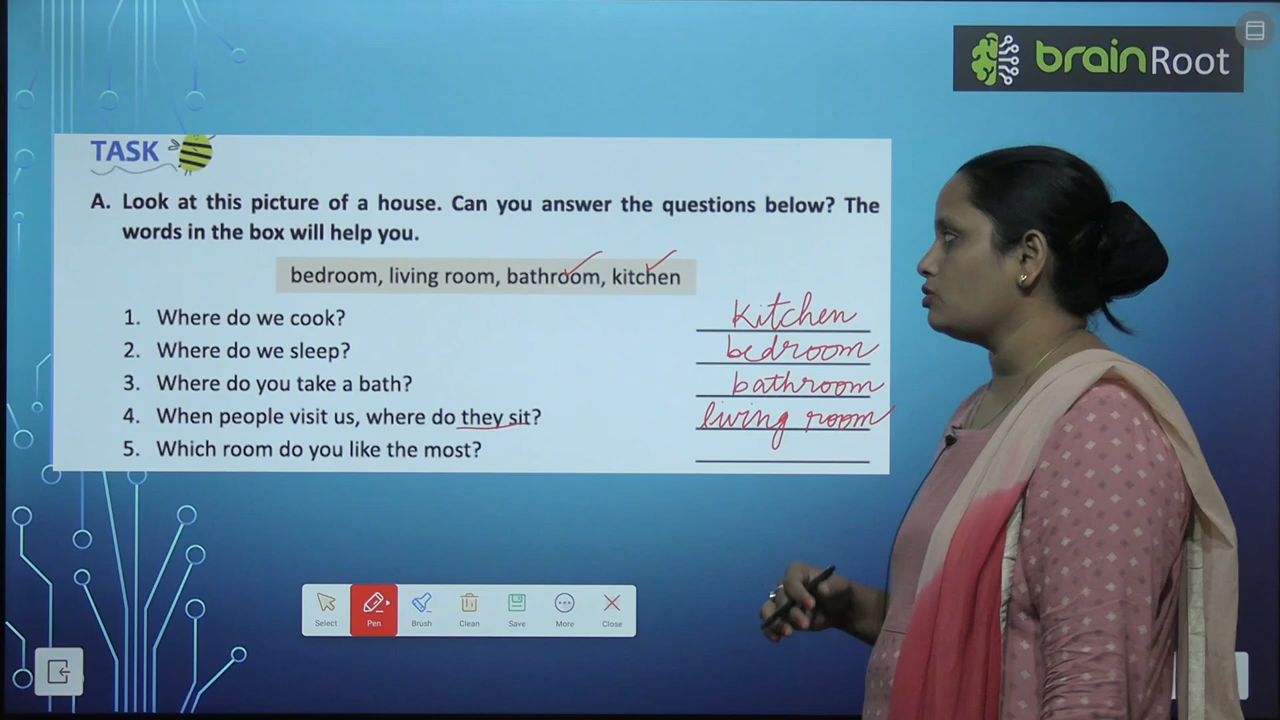 brainRoot
TASK
A. Look at this picture of a house. Can you answer the questions below? The
words in the box will help you.
bedroom, living room, bathroom, kitchen
1. Where do we cook? Kitchen
2. Where do we sleep? bedroom
3. Where do you take a bath? bathroom
4. When people visit us, where do they sit? living room
5. Which room do you like the most?
Select Pen Brush Clean Save More Close